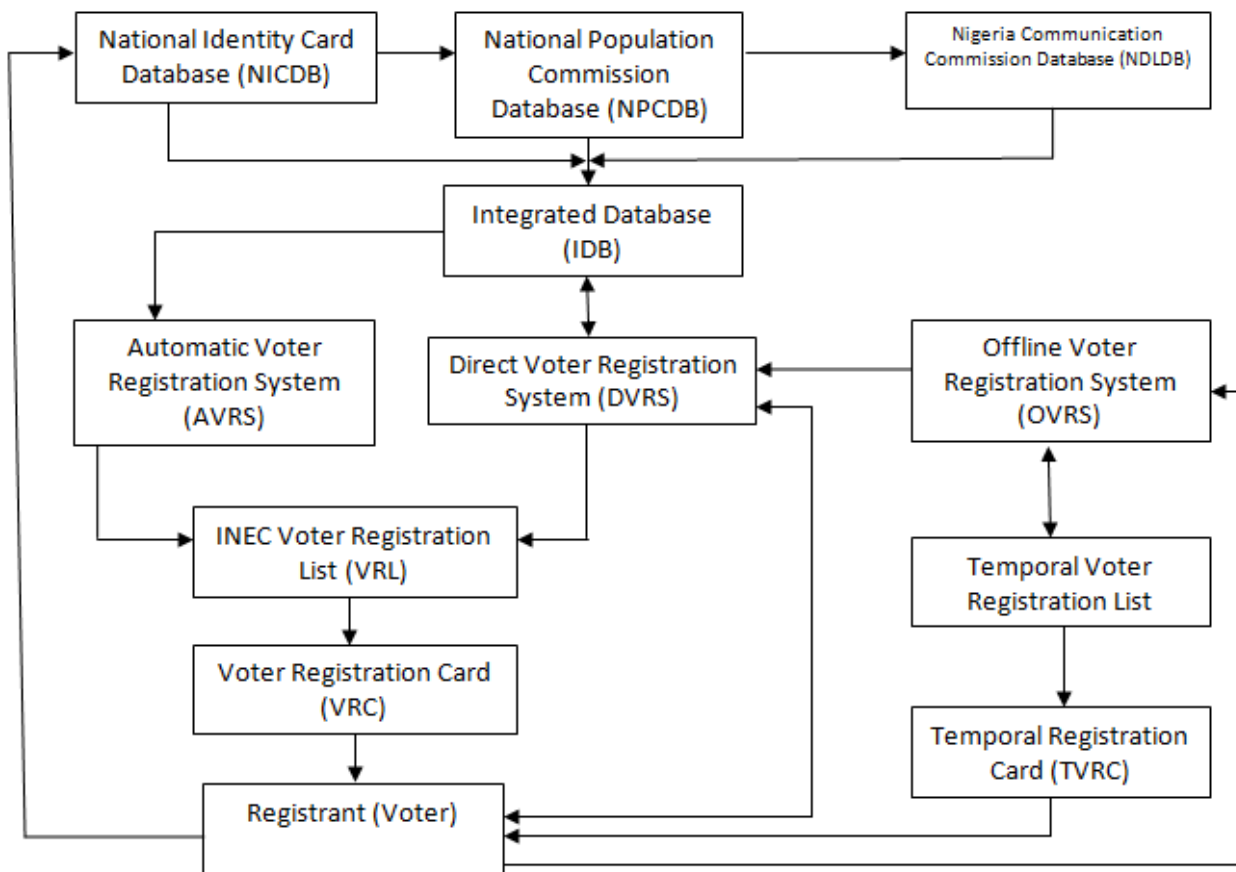 National Identity Card
Database (NICDB)
National Population
Commission
Database (NPCDB)
Nigeria Communication
Commission Database (NDLDB)
Integrated Database
(IDB)
Automatic Voter
Registration System
(AVRS)
Direct Voter Registration
System (DVRS)
Offline Voter
Registration System
(OVRS)
INEC Voter Registration
List (VRL)
Temporal Voter
Registration List
Voter Registration Card
(VRC)
Temporal Registration
Card (TVRC)
Registrant (Voter)